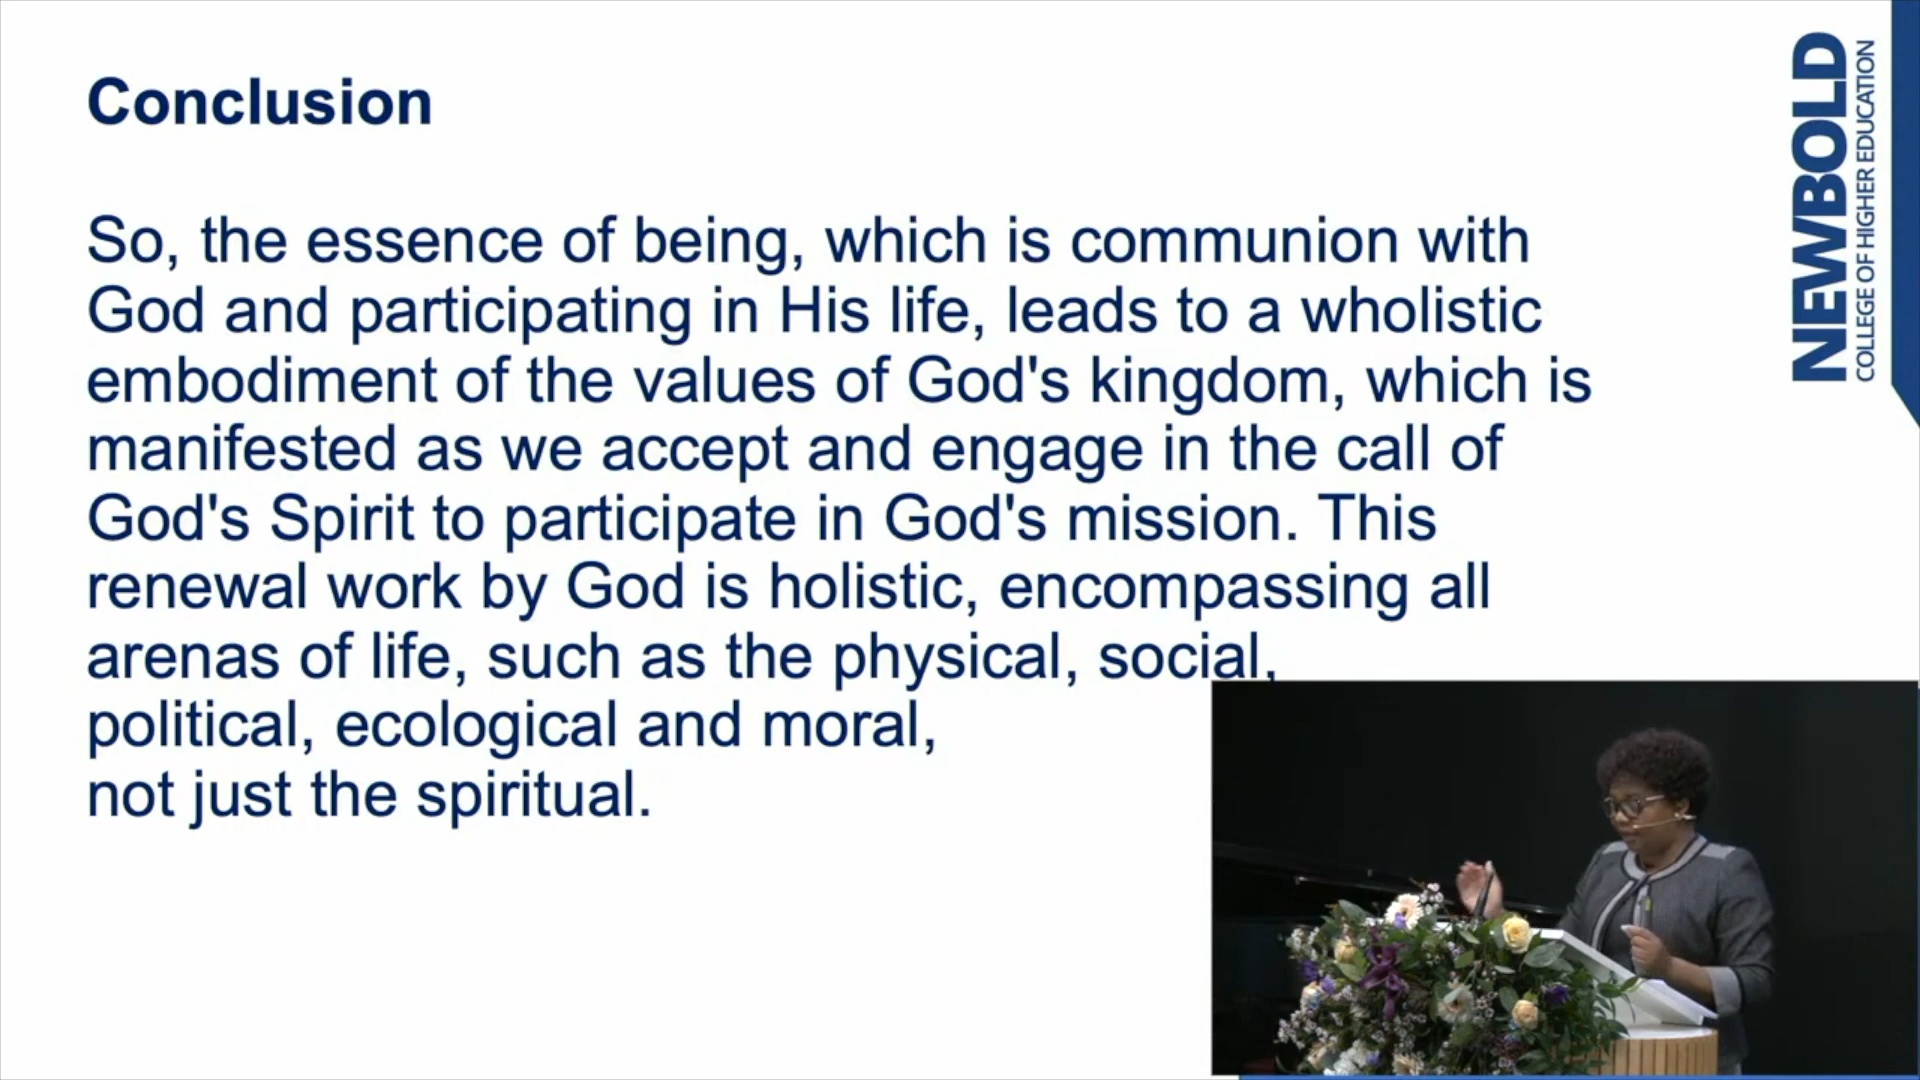 Conclusion
So, the essence of being, which is communion with
God and participating in His life, leads to a wholistic
embodiment of the values of God's kingdom, which is
manifested as we accept and engage in the call of
God's Spirit to participate in God's mission. This
renewal work by God is holistic, encompassing all
arenas of life, such as the physical, social,
political, ecological and moral,
not just the spiritual.
NEWBOLD
COLLEGE OF HIGHER EDUCATION